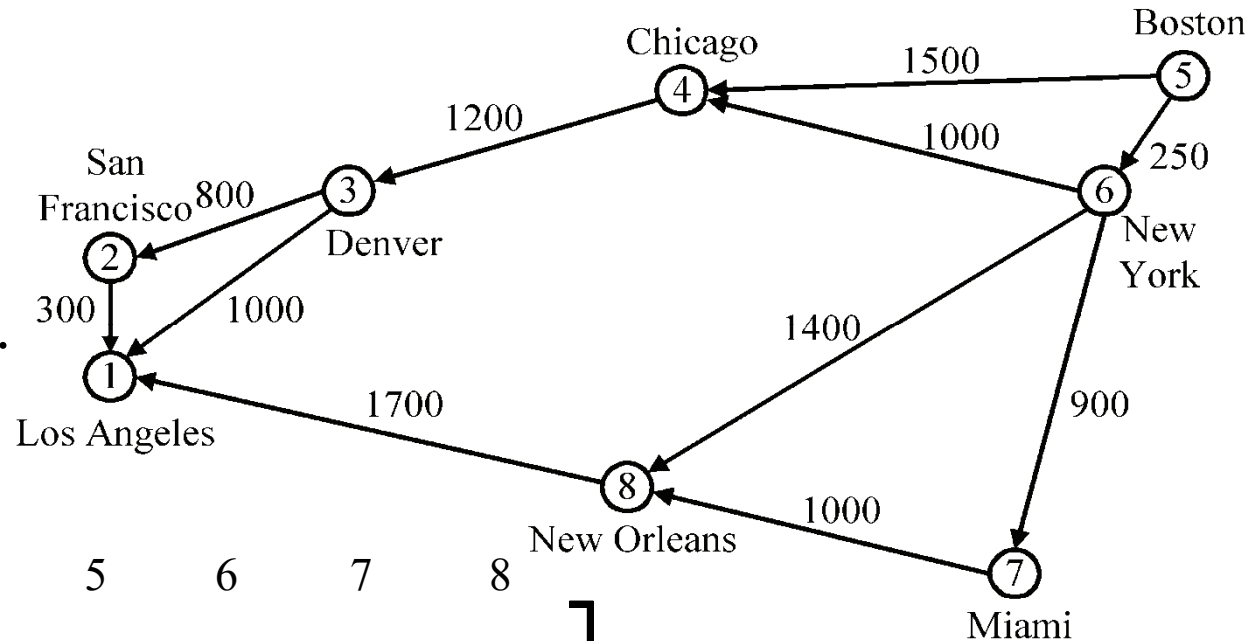 Boston
Chicago
1500
5
4
1200
1000
250
San
Francisco
800
3
6
Denver
New
York
2
300
1000
1400
.
1
1700
900
Los Angeles
8
1000
New Orleans
5 6 7 8
7
]
Miami